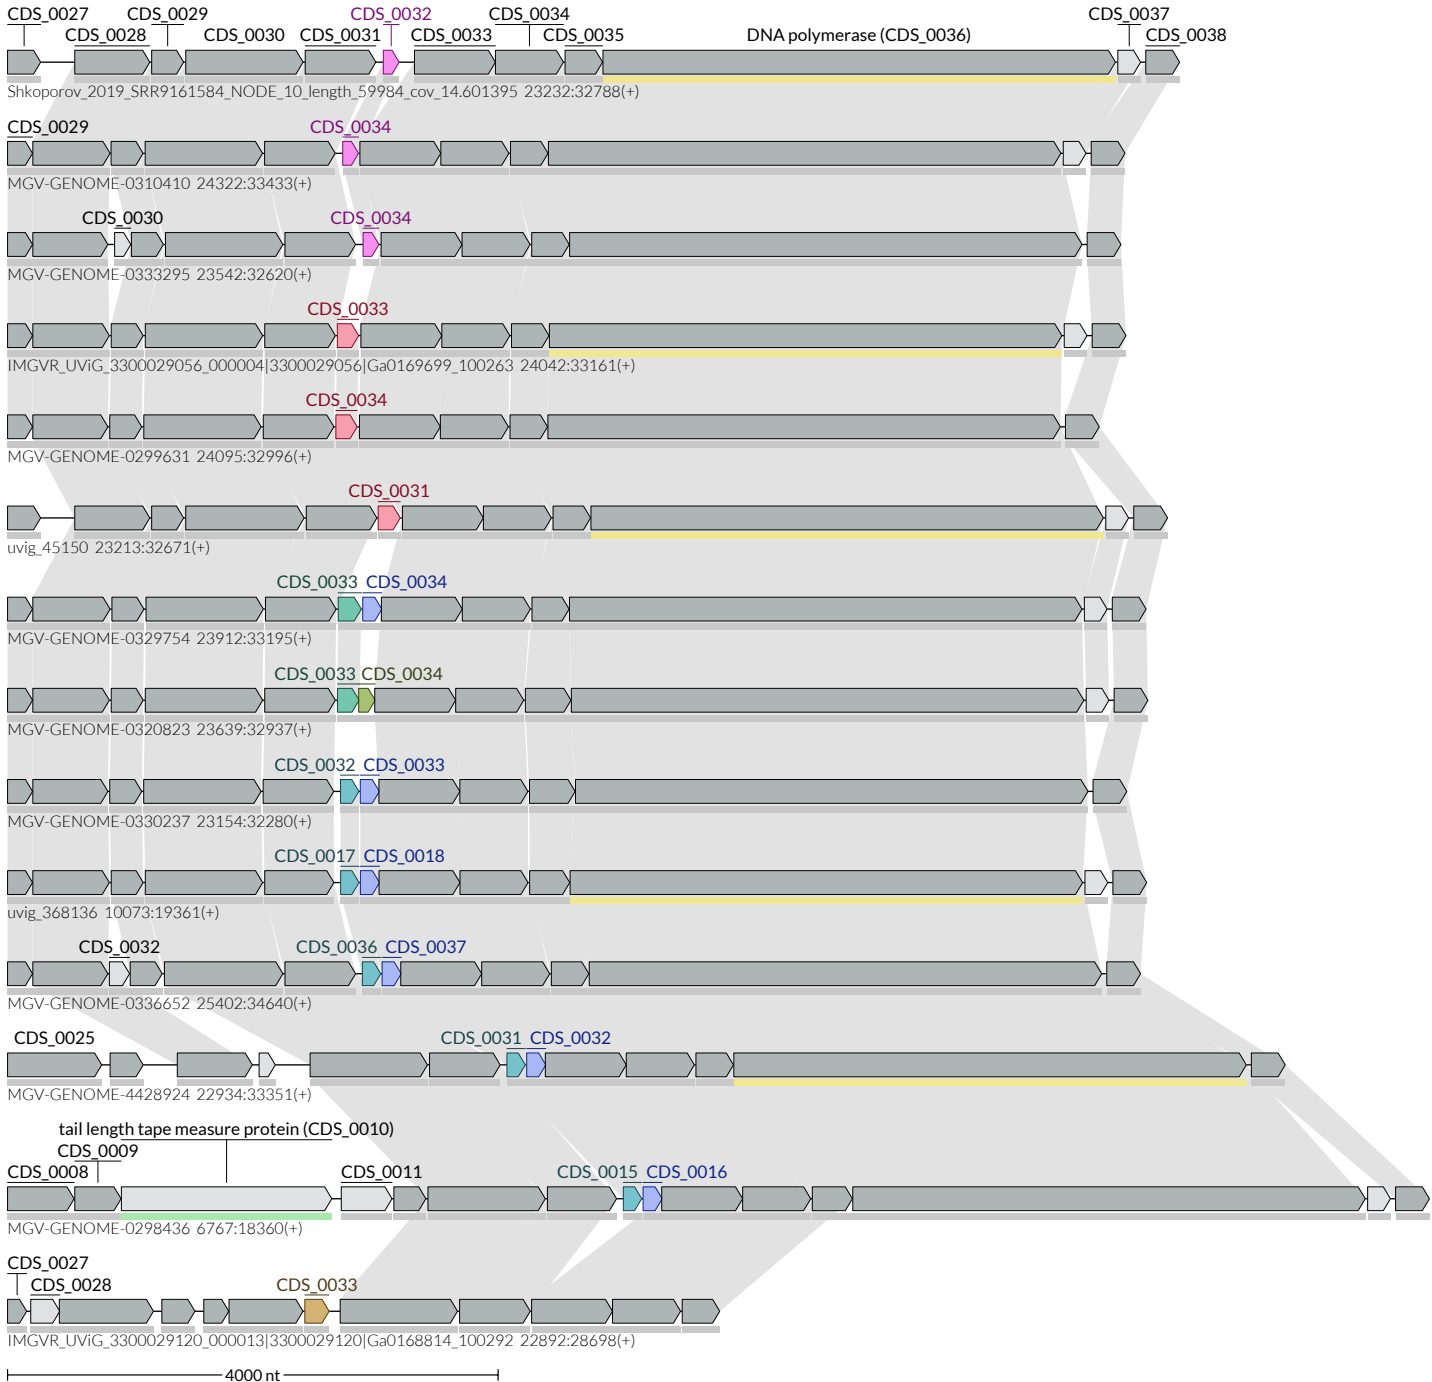 CDS_0027 CDS_0029 CDS_0032 CDS_0034 CDS_0037
CDS_0028 CDS_0030 CDS_0031 CDS_0033 CDS_0035 DNA polymerase (CDS_0036) CDS_0038
Shkoporov_2019_SRR9161584_NODE_10_length_59984_cov_14.601395 23232:32788(+)
CDS_0029 CDS_0034
MGV-GENOME-0310410 24322:33433(+)
CDS_0030 CDS_0034
MGV-GENOME-0333295 23542:32620(+)
CDS_0033
IMGVR_UViG_3300029056_000004|3300029056|Ga0169699_100263 24042:33161(+)
CDS_0034
MGV-GENOME-0299631 24095:32996(+)
CDS_0031
uvig_45150 23213:32671(+)
CDS_0033 CDS_0034
MGV-GENOME-0329754 23912:33195(+)
CDS_0033 CDS_0034
MGV-GENOME-0320823 23639:32937(+)
CDS_0032 CDS_0033
MGV-GENOME-0330237 23154:32280(+)
CDS_0017 CDS_0018
uvig_368136 10073:19361(+)
CDS_0032 CDS_0036 CDS_0037
MGV-GENOME-0336652 25402:34640(+)
CDS_0025 CDS_0031 CDS_0032
MGV-GENOME-4428924 22934:33351(+)
tail length tape measure protein (CDS_0010)
CDS_0009
CDS_0008 CDS_0011 CDS_0015 CDS_0016
MGV-GENOME-0298436 6767:18360(+)
CDS_0027
CDS_0028 CDS_0033
IMGVR_UViG_3300029120_000013|3300029120|Ga0168814_100292 22892:28698(+)
4000 nt